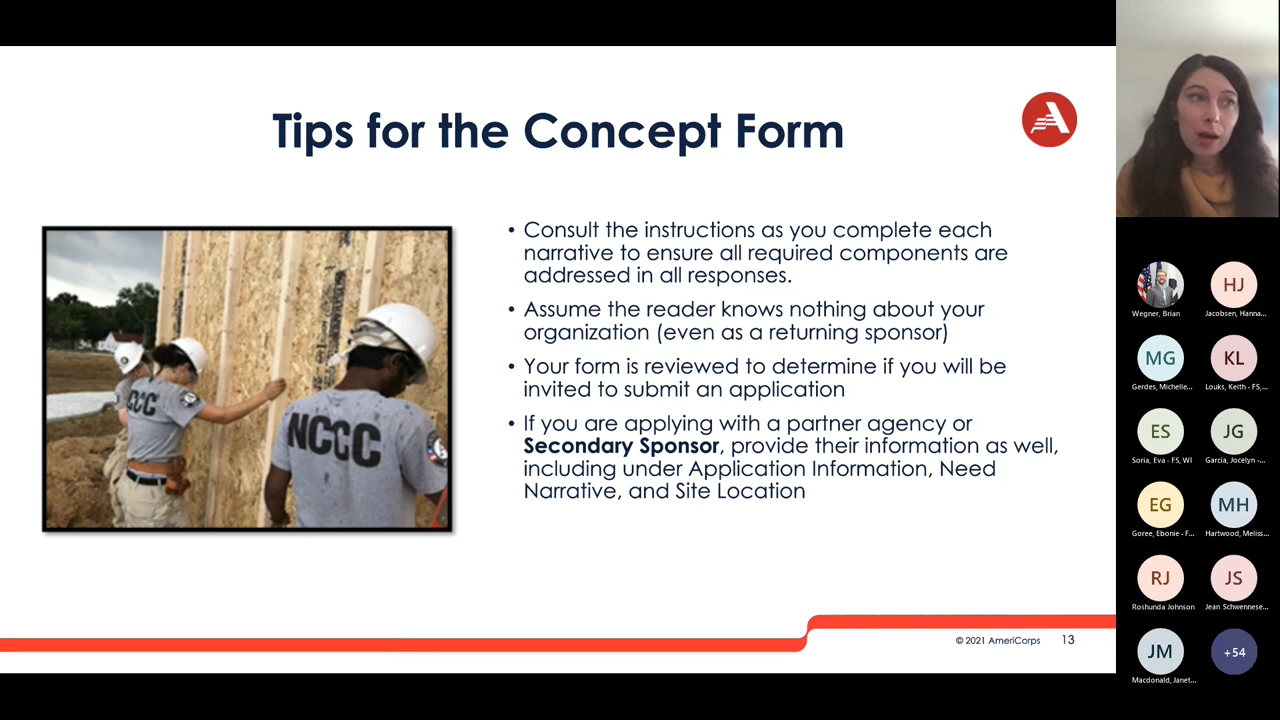 Tips for the Concept Form
• Consult the instructions as you complete each
narrative to ensure all required components are
addressed in all responses.
• Assume the reader knows nothing about your
organization (even as a returning sponsor)
• Your form is reviewed to determine if you will be
invited to submit an application
• If you are applying with a partner agency or
Secondary Sponsor, provide their information as well,
including under Application Information, Need
Narrative, and Site Location
NCCC
NCCC
© 2021 AmeriCorps 13
HJ
Wegner, Brian Jacobsen, Hanna...
MG KL
Gerdes, Michelle... Louks, Keith - FS,...
ES JG
Soria, Eva - FS, WI Garcia, Jocelyn -...
EG MH
Goree, Ebonie - F... Hartwood, Meliss...
RJ JS
Roshunda Johnson Jean Schwennese...
JM +54
Macdonald, Janet...